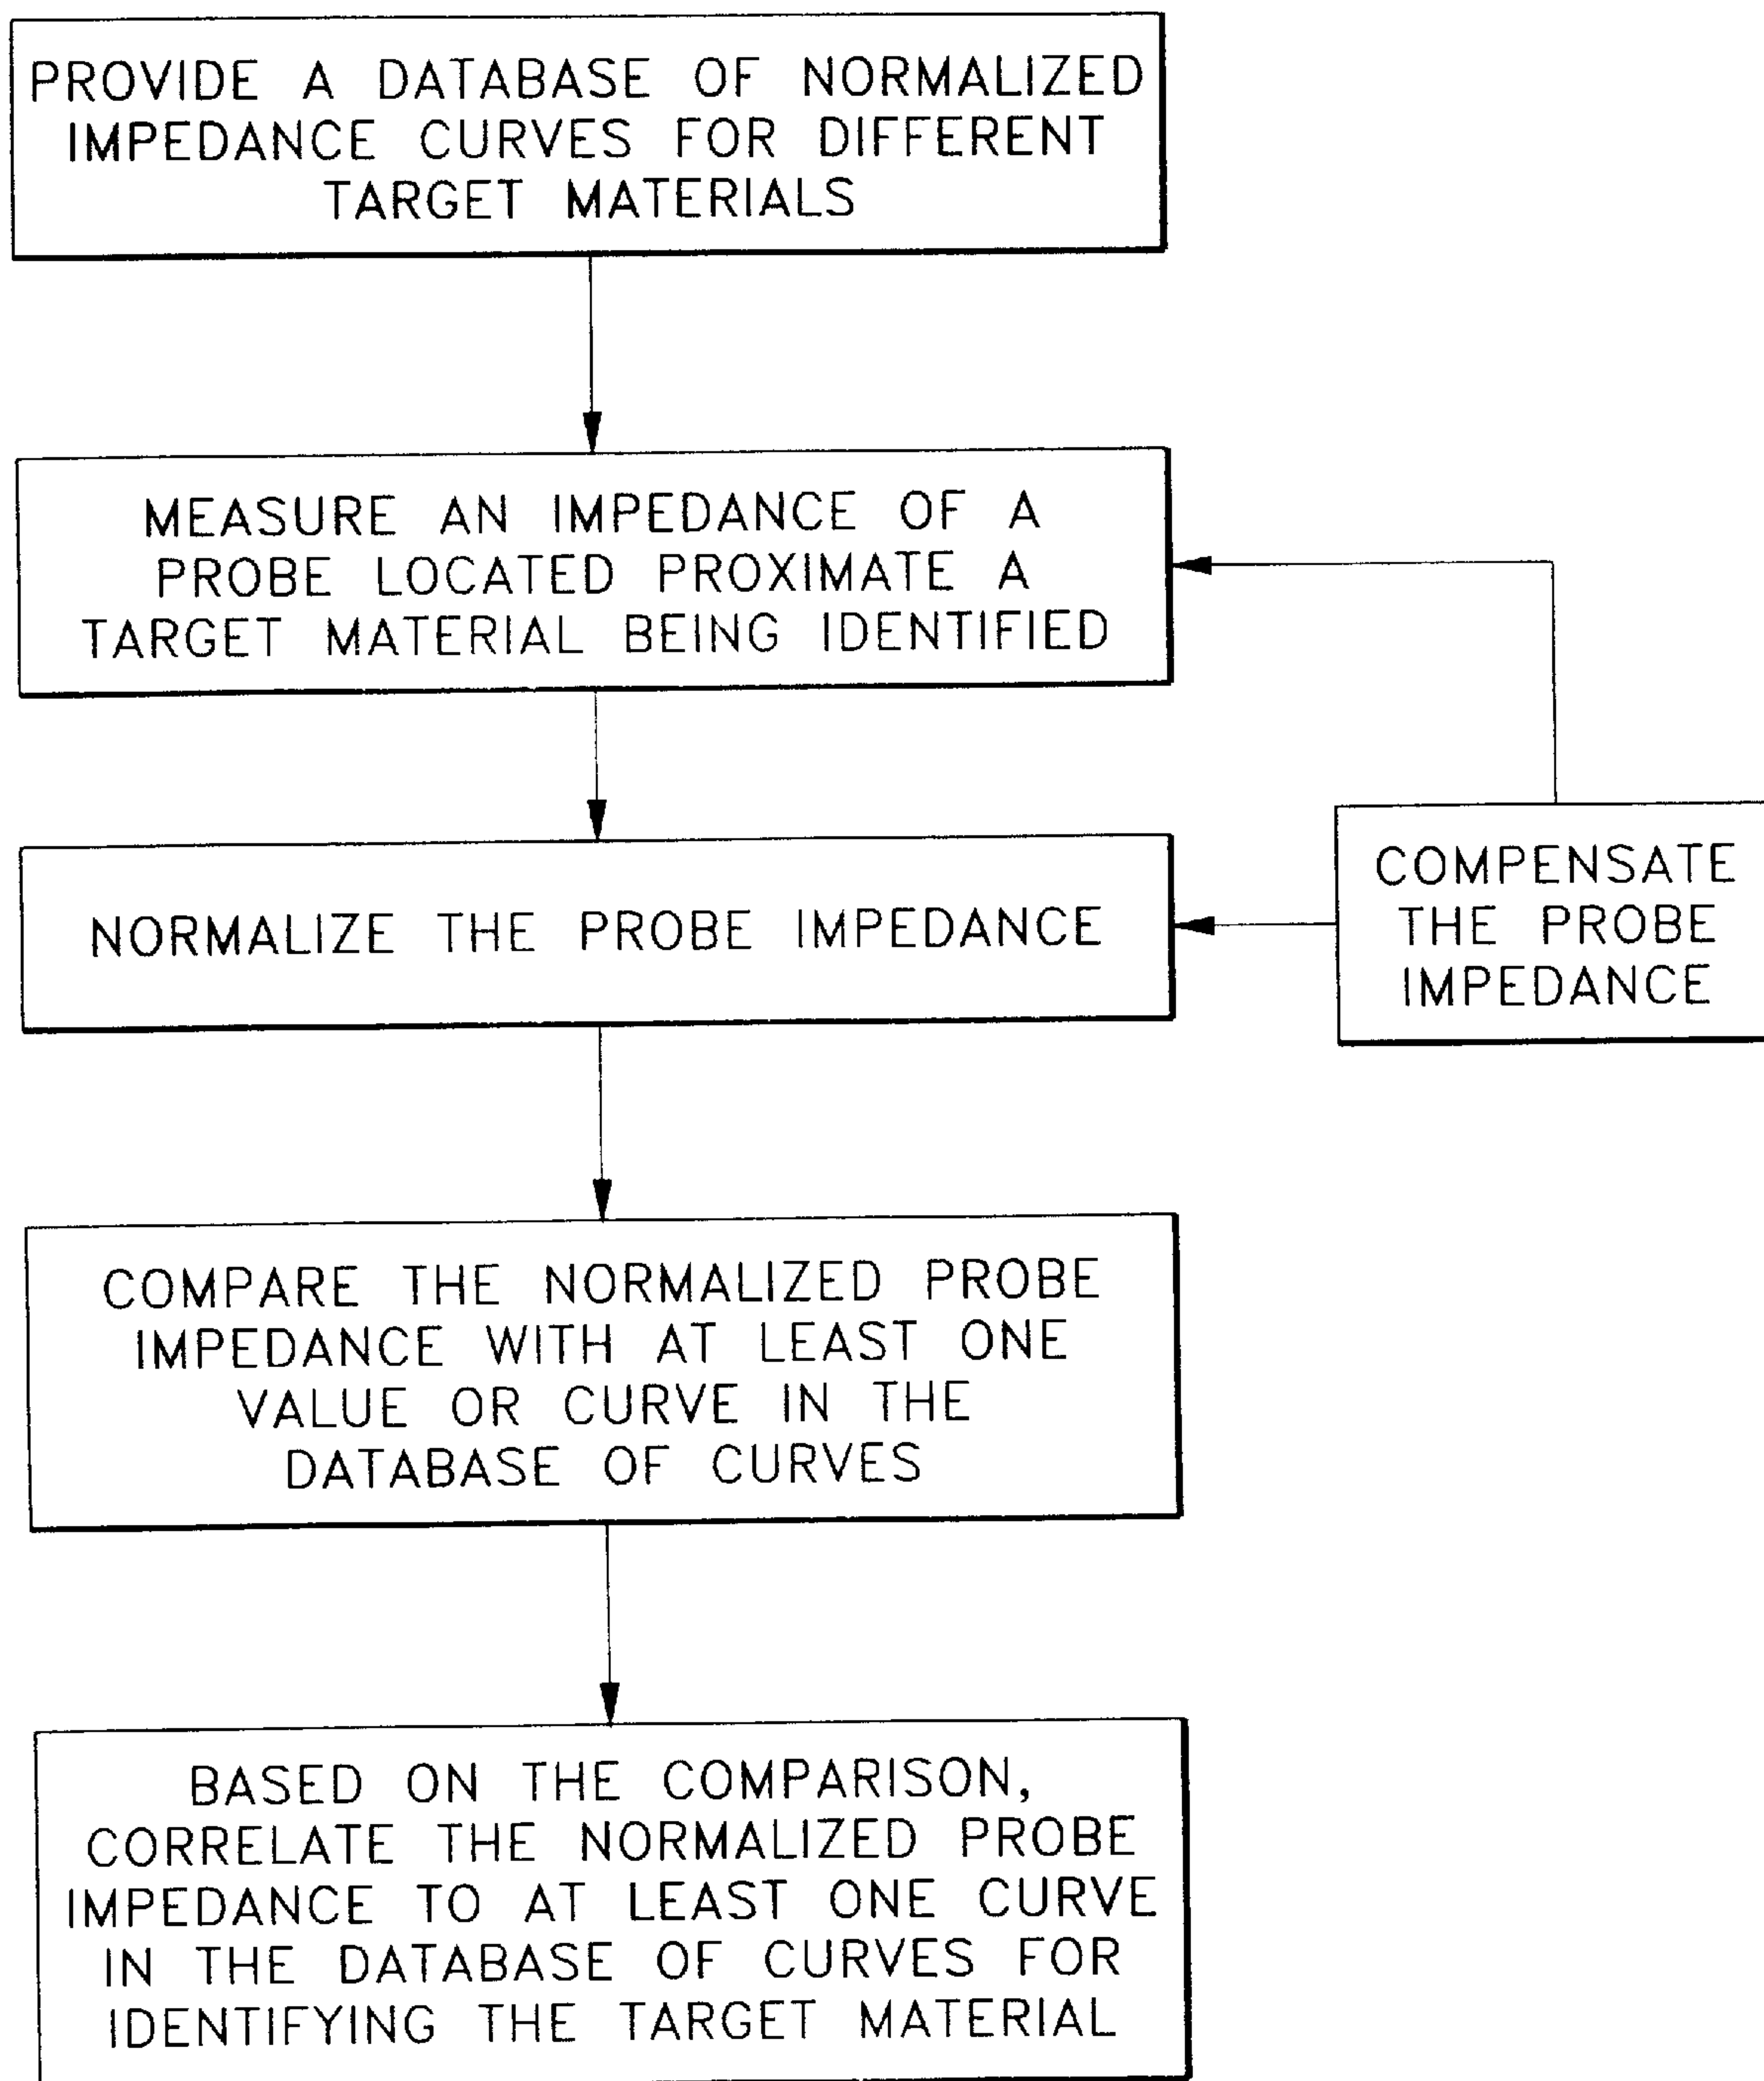 PROVIDE A DATABASE OF NORMALIZED
IMPEDANCE CURVES FOR DIFFERENT
TARGET MATERIALS
MEASURE AN IMPEDANCE OF A
PROBE LOCATED PROXIMATE A
TARGET MATERIAL BEING IDENTIFIED
NORMALIZE THE PROBE IMPEDANCE
COMPENSATE
THE PROBE
IMPEDANCE
COMPARE THE NORMALIZED PROBE
IMPEDANCE WITH AT LEAST ONE
VALUE OR CURVE IN THE
DATABASE OF CURVES
BASED ON THE COMPARISON,
CORRELATE THE NORMALIZED PROBE
IMPEDANCE TO AT LEAST ONE CURVE
IN THE DATABASE OF CURVES FOR
IDENTIFYING THE TARGET MATERIAL